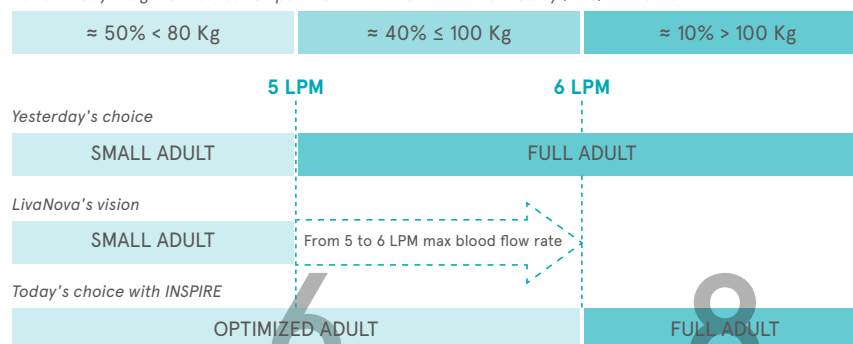 ≈ 50% < 80 Kg ≈ 40% ≤ 100 Kg ≈ 10% > 100 Kg
5 LPM 6 LPM
Yesterday's choice
SMALL ADULT FULL ADULT
LivaNova's vision
SMALL ADULT From 5 to 6 LPM max blood flow rate
Today's choice with INSPIRE
6 8
OPTIMIZED ADULT FULL ADULT